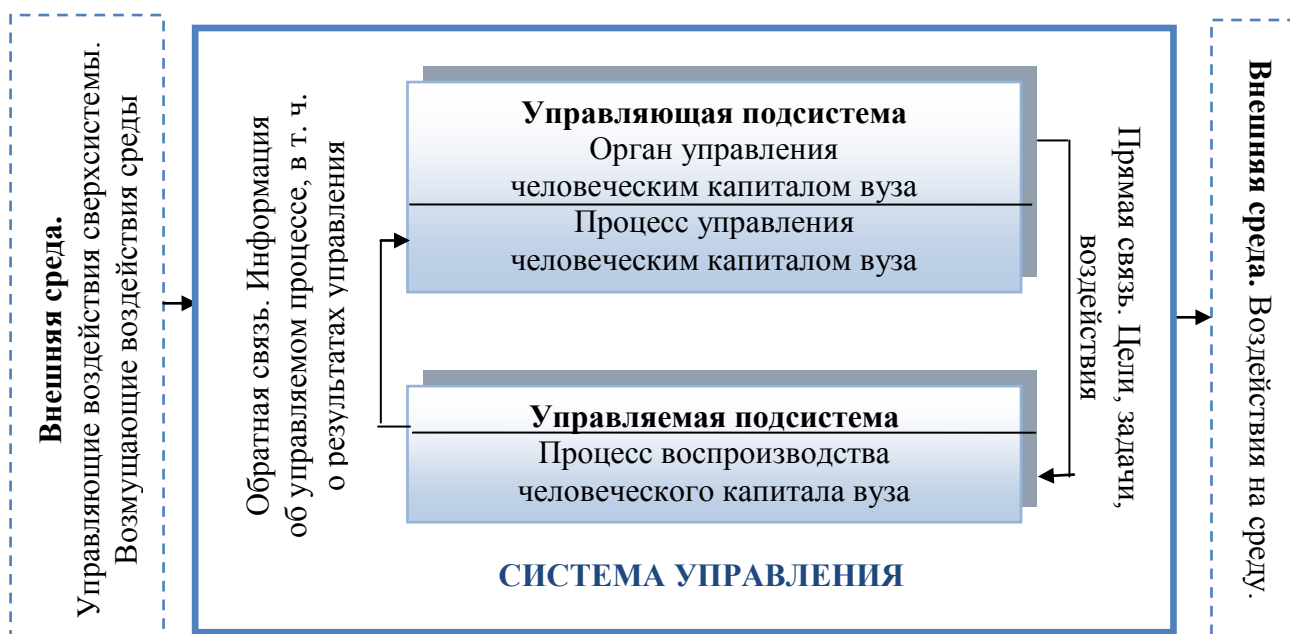 Внешняя среда.
Управляющие воздействия сверхсистемы.
Возмущающие воздействия среды
Обратная связь. Информация
об управляемом процессе, в т. ч.
о результатах управления
Управляющая подсистема
Орган управления
человеческим капиталом вуза
Процесс управления
человеческим капиталом вуза
Управляемая подсистема
Процесс воспроизводства
человеческого капитала вуза
СИСТЕМА УПРАВЛЕНИЯ
Прямая связь. Цели, задачи,
воздействия
Внешняя среда. Воздействия на среду.